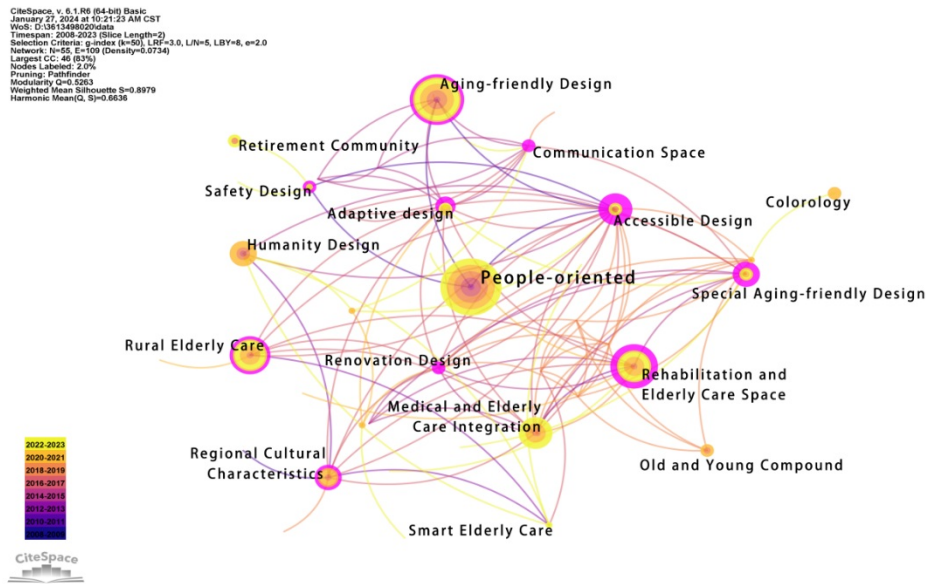 CiteSpace, v. 6.1.R6 (64-bit) Basic
January 27, 2024 at 10:21:23 AM CST
WoS: D:\3613498020\data
Timespan: 2008-2023 (Slice Length=2)
Selection Criteria: g-index (k=50), LRF=3.0, L/N=5, LBY=8, e=2.0
Network: N=55, E=109 (Density=0.0734)
Largest CC: 46 (83%)
Nodes Labeled: 2.0%
Pruning: Pathfinder
Modularity Q=0.5263
Weighted Mean Silhouette S=0.8979
Harmonic Mean(Q, S)=0.6636
Aging-friendly Design
Retirement Community
Communication Space
Safety Design
Adaptive design
Accessible Design
Colorology
Humanity Design
People-oriented
Special Aging-friendly Design
Rural Elderly Care
Renovation Design
Rehabilitation and
Elderly Care Space
Medical and Elderly
Care Integration
Regional Cultural
Characteristics
Old and Young Compound
Smart Elderly Care
2022-2023
2020-2021
2018-2019
2016-2017
2014-2015
2012-2013
2010-2011
CiteSpace